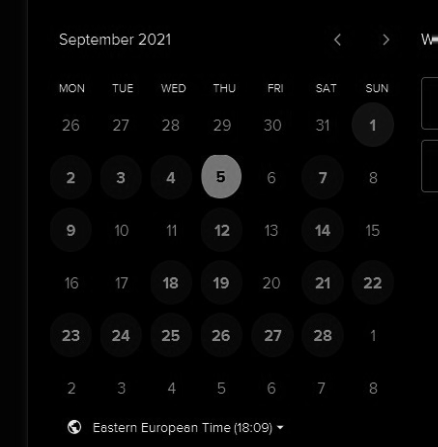 September 2021
MON TUE WED THU FRI SAT SUN
26 27 28 29 30 31 1
2 3 4 5 6 7 8
9 10 11 12 13 14 15
16 17 18 19 20 21 22
23 24 25 26 27 28 1
2 3 4 5 6 7 8
Eastern European Time (18:09)